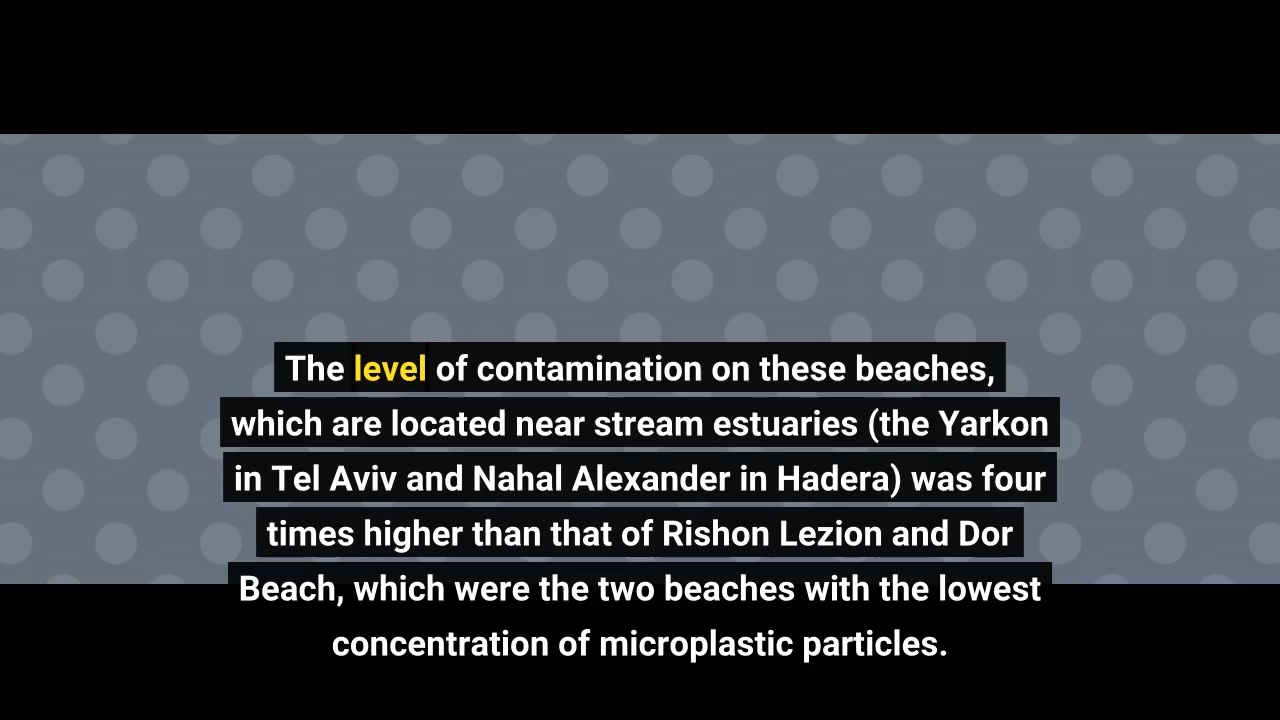 The level of contamination on these beaches,
which are located near stream estuaries (the Yarkon
in Tel Aviv and Nahal Alexander in Hadera) was four
times higher than that of Rishon Lezion and Dor
Beach, which were the two beaches with the lowest
concentration of microplastic particles.